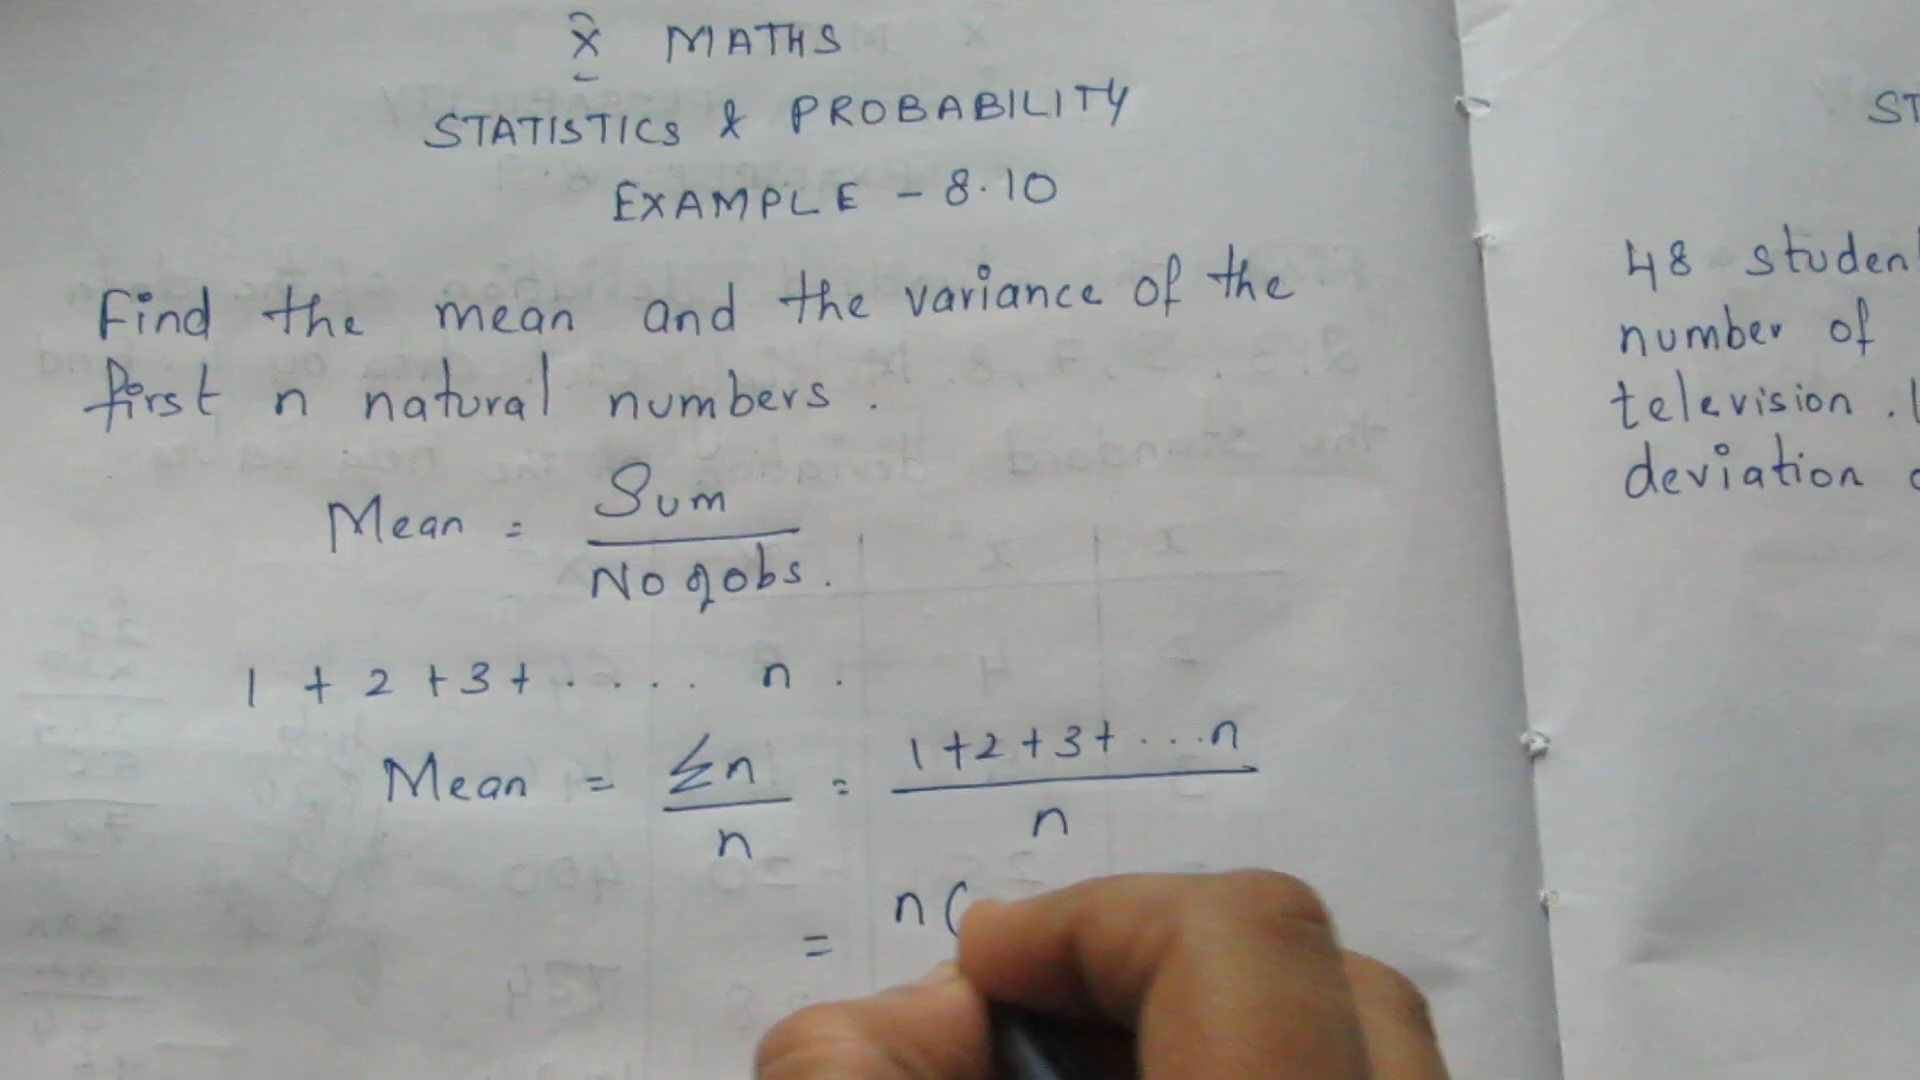 X MATHS
STATISTICS & PROBABILITY
EXAMPLE - 8.10
Find the mean and the variance of the
first n natural numbers.
Mean = Sum / No of obs.
1 + 2 + 3 + . . . . n .
Mean = Σn / n = 1+2+3+...n / n
= n (
ST
48 studen
number of
television .
deviation